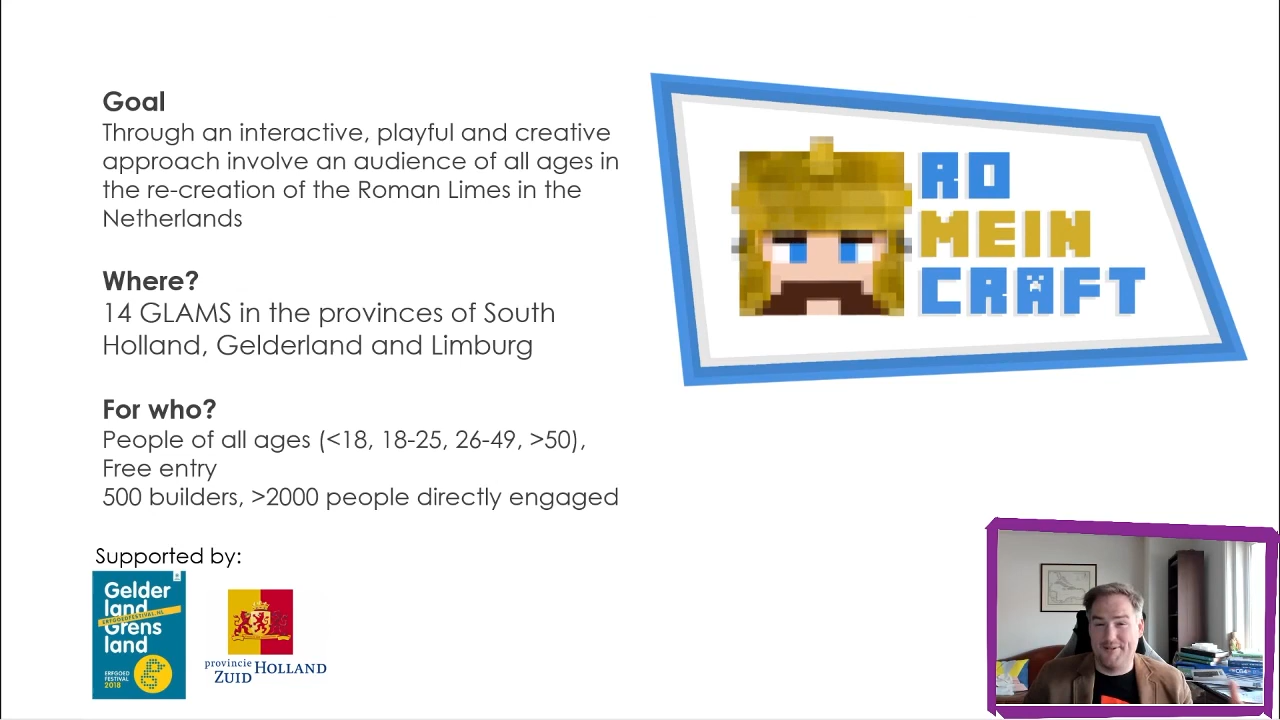 Goal
Through an interactive, playful and creative
approach involve an audience of all ages in
the re-creation of the Roman Limes in the
Netherlands
Where?
14 GLAMS in the provinces of South
Holland, Gelderland and Limburg
For who?
People of all ages (<18, 18-25, 26-49, >50),
Free entry
500 builders, >2000 people directly engaged
Supported by:
Gelder
land
ERFGOEDFESTIVAL.NL
Grens
land
ERFGOED
FESTIVAL
2018
provincie HOLLAND
ZUID
RO
MEIN
CRAFT